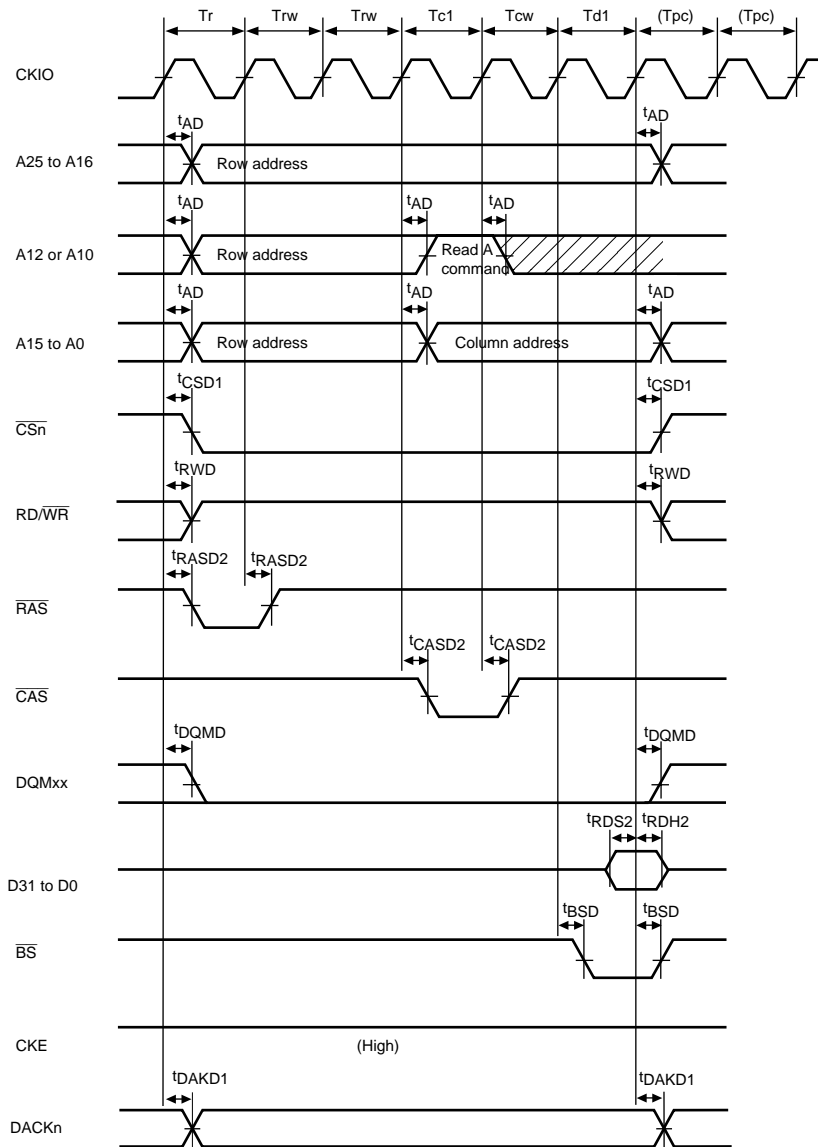 Tr Trw Trw Tc1 Tcw Td1 (Tpc) (Tpc)
CKIO
tAD tAD
A25 to A16 Row address
tAD tAD tAD
A12 or A10 Row address Read A command
tAD tAD tAD
A15 to A0 Row address Column address
tCSD1 tCSD1
CSn
tRWD tRWD
RD/WR
tRASD2 tRASD2
RAS
tCASD2 tCASD2
CAS
tDQMD tDQMD
DQMxx
tRDS2 tRDH2
D31 to D0
tBSD tBSD
BS
CKE (High)
tDAKD1 tDAKD1
DACKn